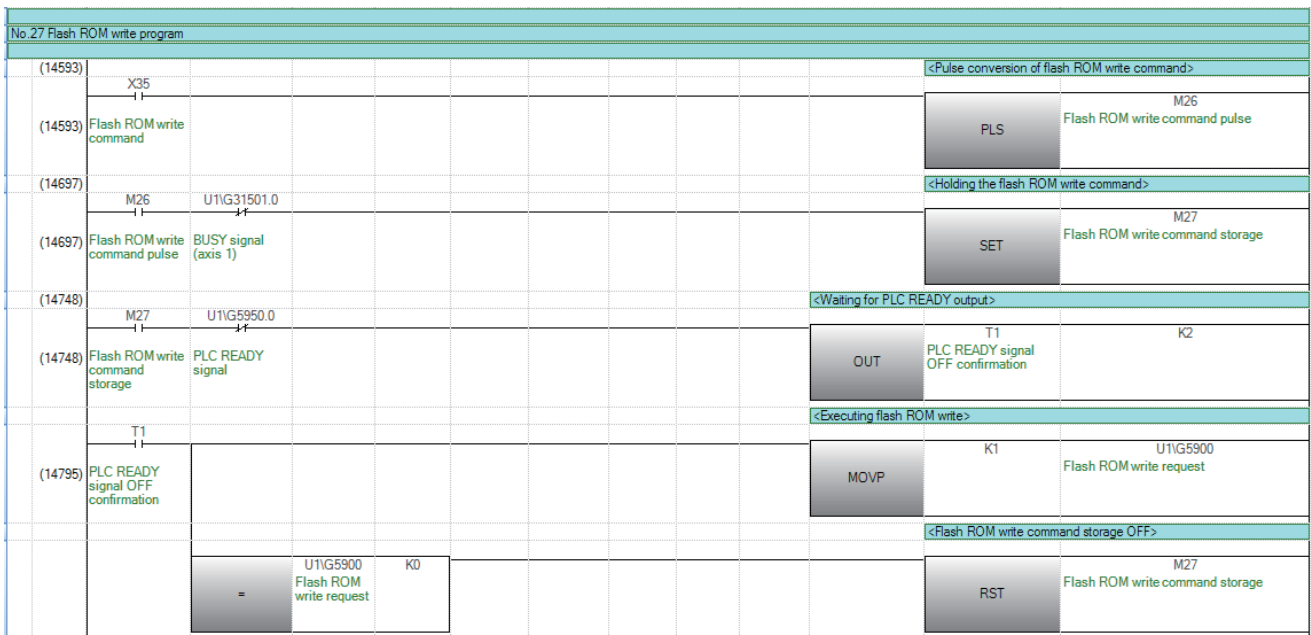 No.27 Flash ROM write program
(14593)
<Pulse conversion of flash ROM write command>
X35
M26
(14593)
Flash ROM write
command
PLS
Flash ROM write command pulse
(14697)
<Holding the flash ROM write command>
M26
U1\G31501.0
M27
(14697)
Flash ROM write
command pulse
BUSY signal
(axis 1)
SET
Flash ROM write command storage
(14748)
<Waiting for PLC READY output>
M27
U1\G5950.0
T1
K2
(14748)
Flash ROM write
command
storage
PLC READY
signal
OUT
PLC READY signal
OFF confirmation
<Executing flash ROM write>
T1
K1
U1\G5900
(14795)
PLC READY
signal OFF
confirmation
MOVP
Flash ROM write request
<Flash ROM write command storage OFF>
=
U1\G5900
Flash ROM
write request
K0
RST
M27
Flash ROM write command storage